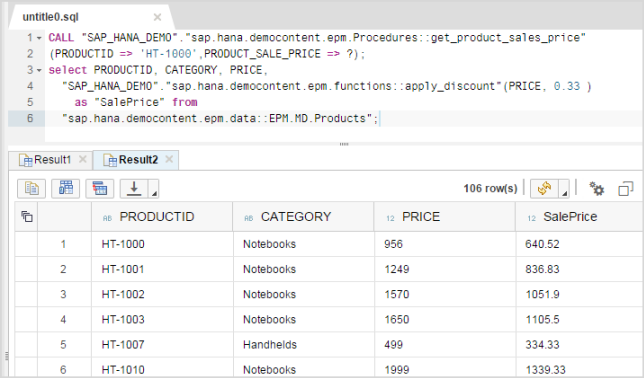 untitle0.sql
1 CALL "SAP_HANA_DEMO"."sap.hana.democontent.epm.Procedures::get_product_sales_price"
2 (PRODUCTID => 'HT-1000',PRODUCT_SALE_PRICE => ?);
3 select PRODUCTID, CATEGORY, PRICE,
4 "SAP_HANA_DEMO"."sap.hana.democontent.epm.functions::apply_discount"(PRICE, 0.33 )
5 as "SalePrice" from
6 "sap.hana.democontent.epm.data::EPM.MD.Products";
Result1 Result2
106 row(s)
AB PRODUCTID AB CATEGORY 12 PRICE 12 SalePrice
1 HT-1000 Notebooks 956 640.52
2 HT-1001 Notebooks 1249 836.83
3 HT-1002 Notebooks 1570 1051.9
4 HT-1003 Notebooks 1650 1105.5
5 HT-1007 Handhelds 499 334.33
6 HT-1010 Notebooks 1999 1339.33